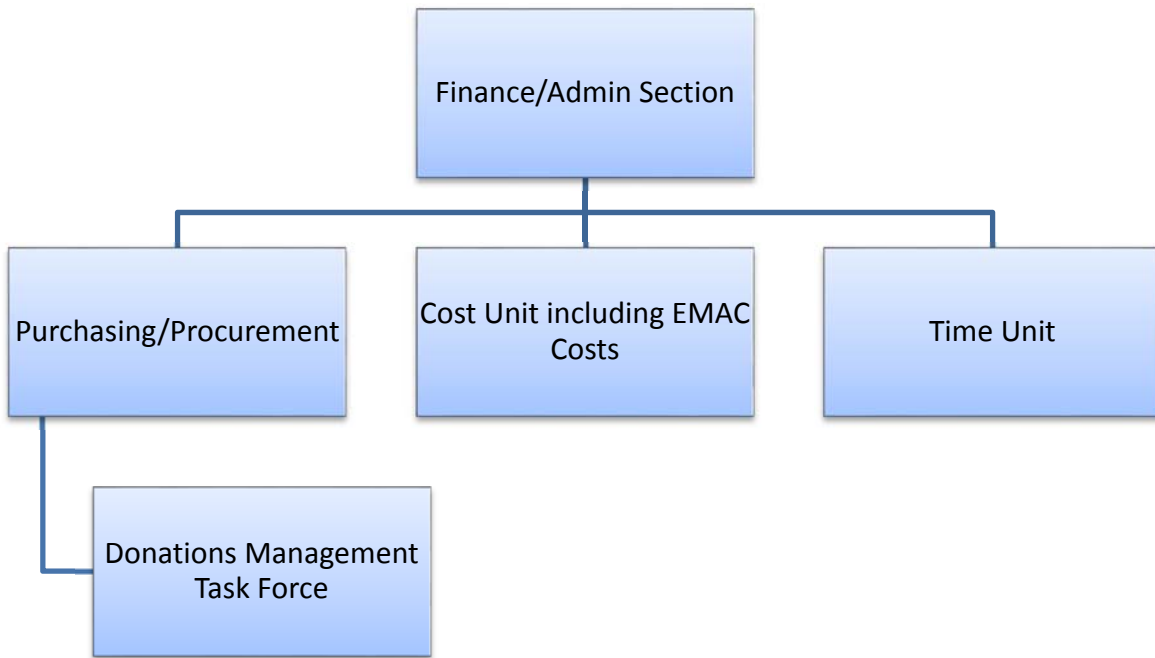 Finance/Admin Section
Purchasing/Procurement
Cost Unit including EMAC
Costs
Time Unit
Donations Management
Task Force